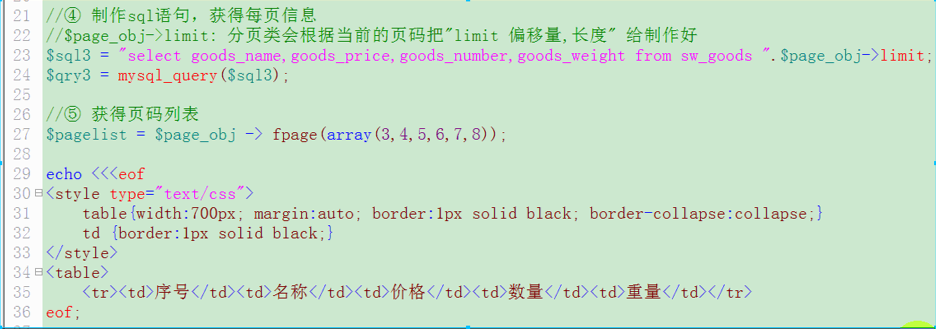 21 //④ 制作sql语句，获得每页信息
22 //$page_obj->limit: 分页类会根据当前的页码把"limit 偏移量,长度" 给制作好
23 $sql3 = "select goods_name,goods_price,goods_number,goods_weight from sw_goods ".$page_obj->limit;
24 $qry3 = mysql_query($sql3);
25
26 //⑤ 获得页码列表
27 $pagelist = $page_obj -> fpage(array(3,4,5,6,7,8));
28
29 echo <<<eof
30 <style type="text/css">
31 table{width:700px; margin:auto; border:1px solid black; border-collapse:collapse;}
32 td {border:1px solid black;}
33 </style>
34 <table>
35 <tr><td>序号</td><td>名称</td><td>价格</td><td>数量</td><td>重量</td></tr>
36 eof;